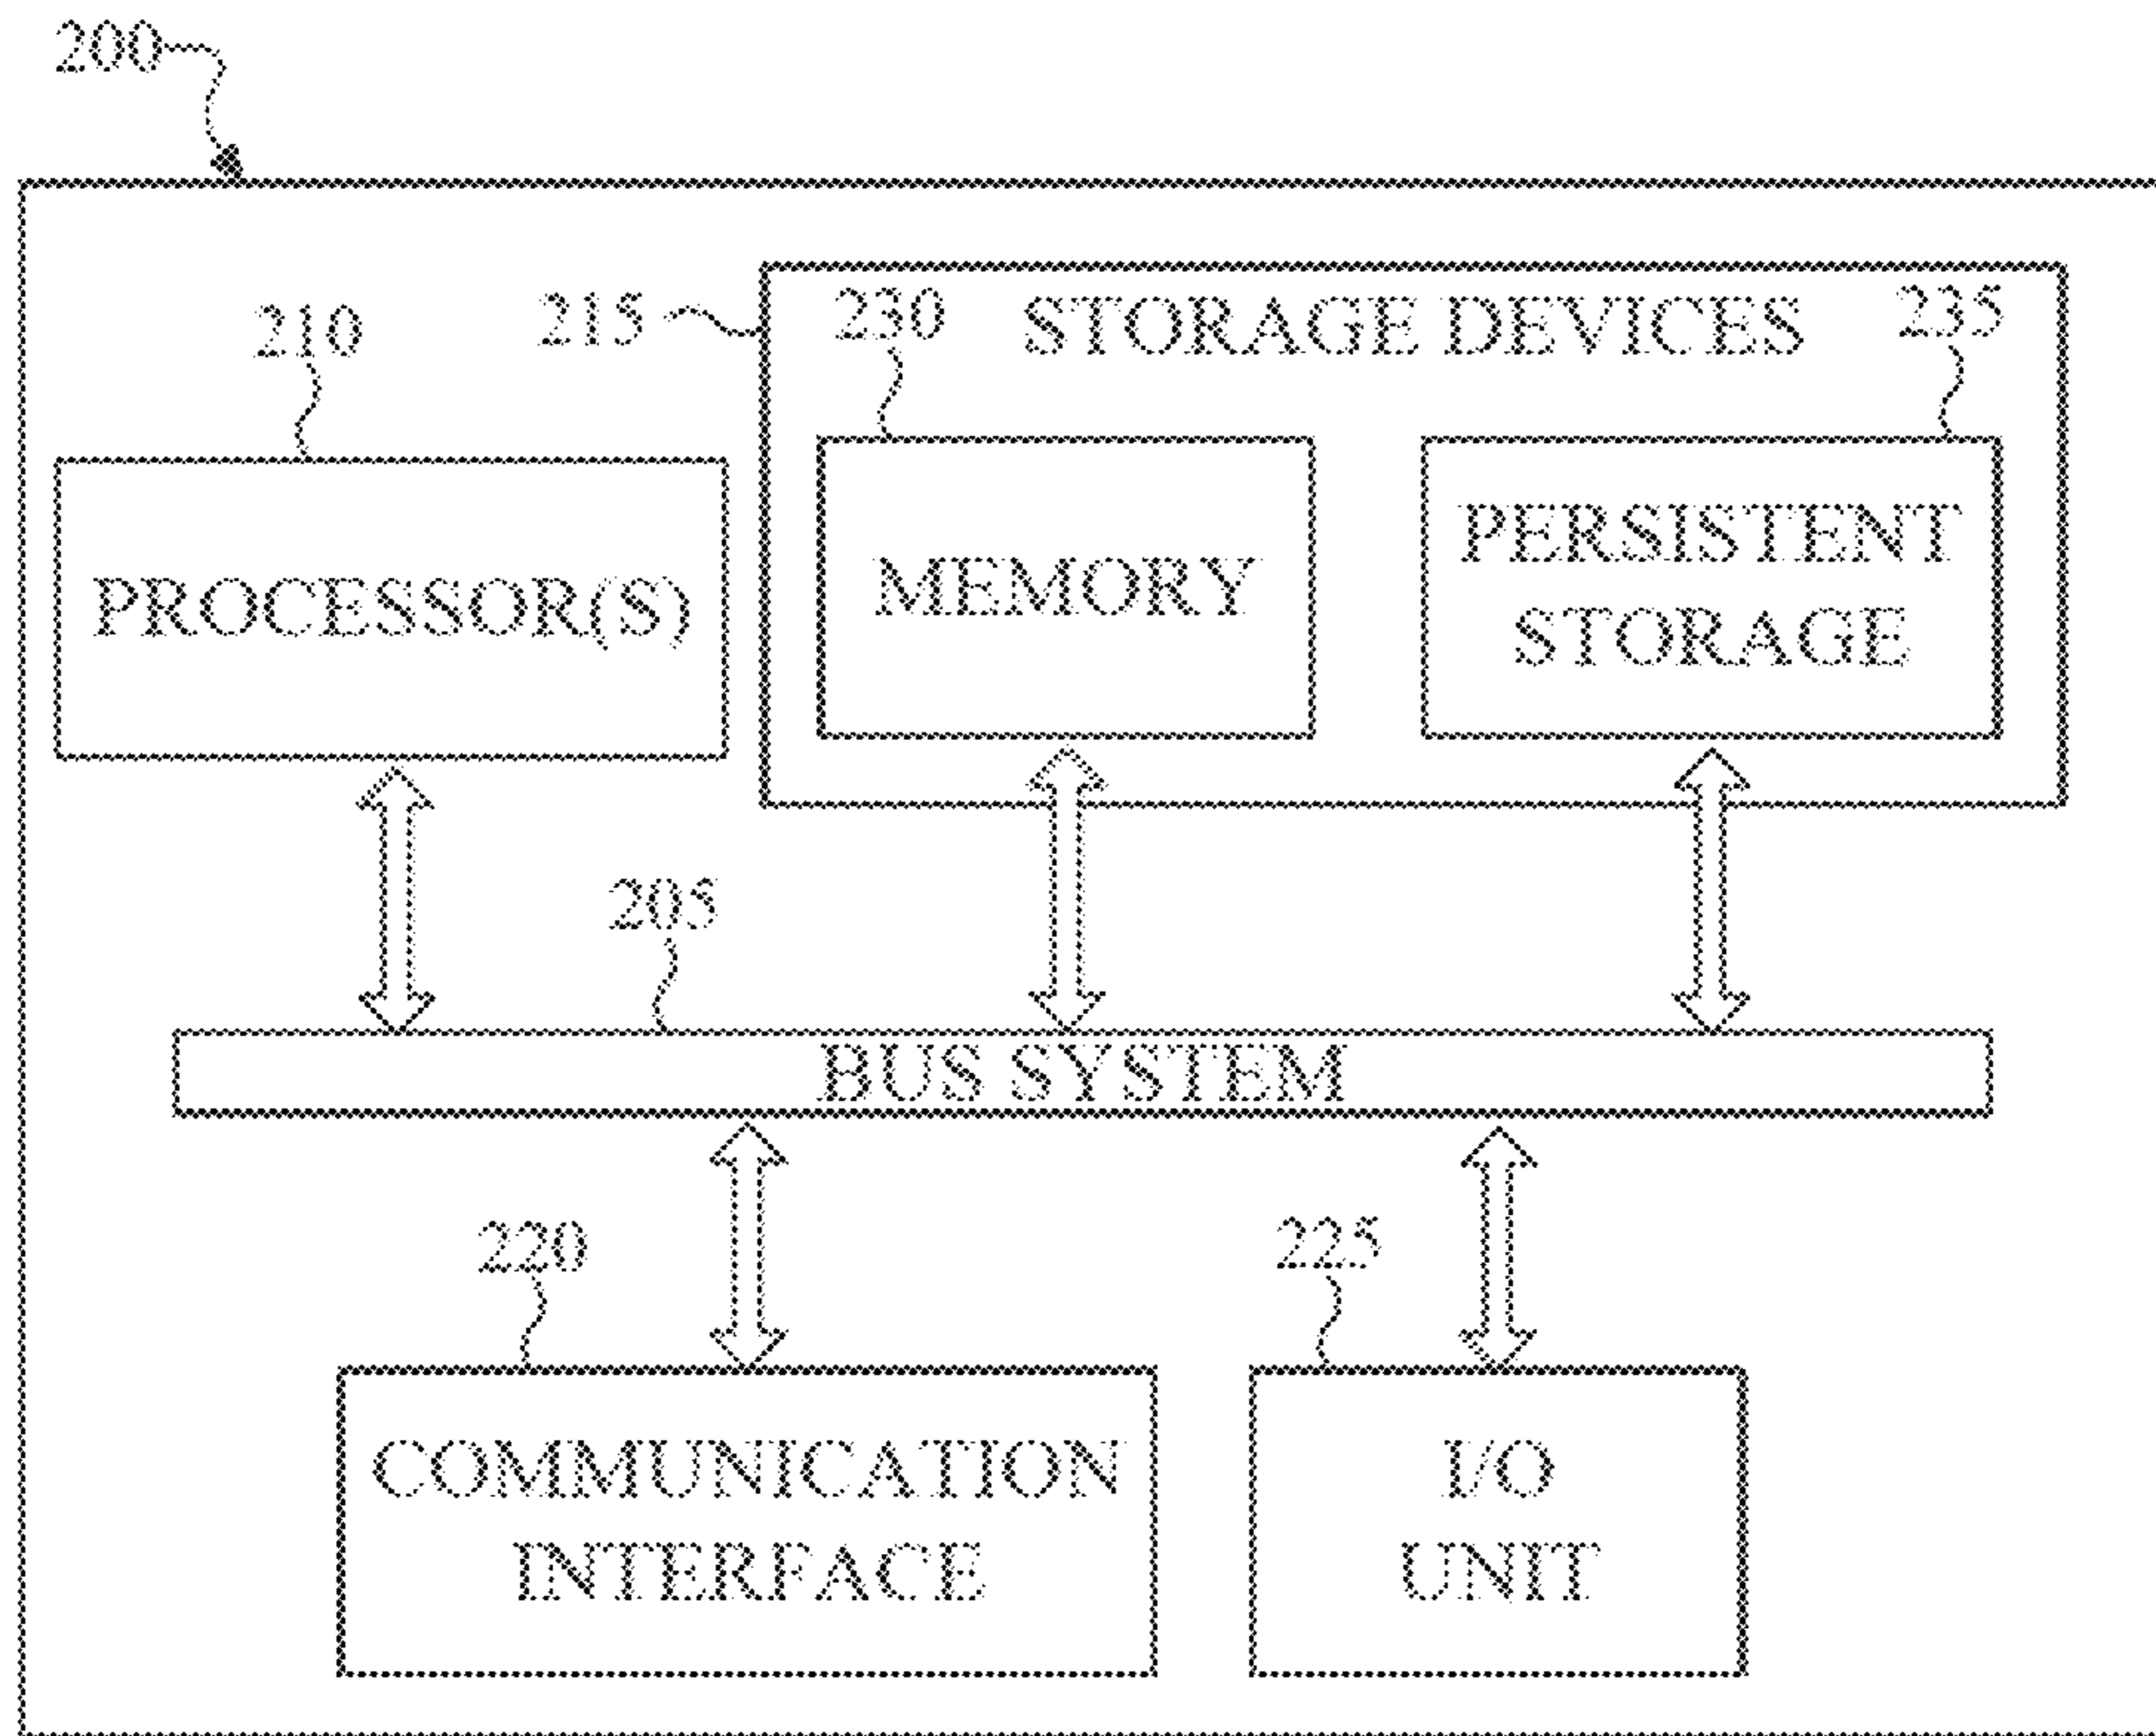 200
210
215
230
STORAGE DEVICES
235
PROCESSOR(S)
MEMORY
PERSISTENT
STORAGE
205
BUS SYSTEM
220
225
COMMUNICATION
INTERFACE
I/O
UNIT